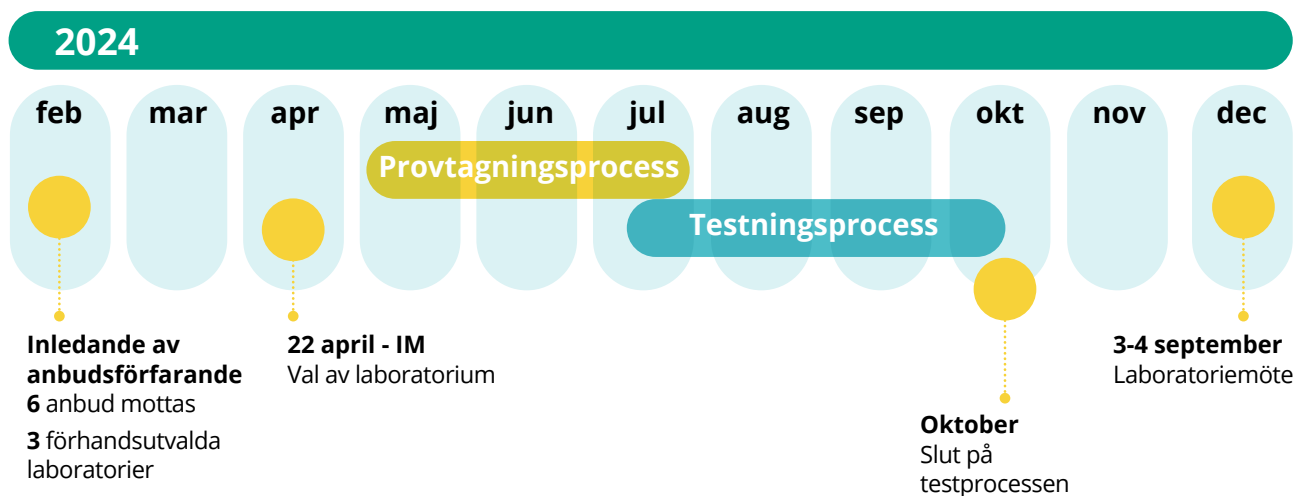 2024
feb mar apr maj jun jul aug sep okt nov dec
Provtagningsprocess
Testningsprocess
Inledande av
anbudsförfarande
6 anbud mottas
3 förhandsutvalda
laboratorier
22 april - IM
Val av laboratorium
Oktober
Slut på
testprocessen
3-4 september
Laboratoriemöte